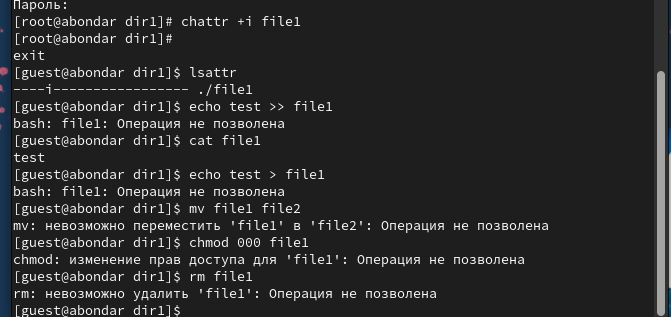 Пароль:
[root@abondar dir1]# chattr +i file1
[root@abondar dir1]#
exit
[guest@abondar dir1]$ lsattr
----i----------------- ./file1
[guest@abondar dir1]$ echo test >> file1
bash: file1: Операция не позволена
[guest@abondar dir1]$ cat file1
test
[guest@abondar dir1]$ echo test > file1
bash: file1: Операция не позволена
[guest@abondar dir1]$ mv file1 file2
mv: невозможно переместить 'file1' в 'file2': Операция не позволена
[guest@abondar dir1]$ chmod 000 file1
chmod: изменение прав доступа для 'file1': Операция не позволена
[guest@abondar dir1]$ rm file1
rm: невозможно удалить 'file1': Операция не позволена
[guest@abondar dir1]$